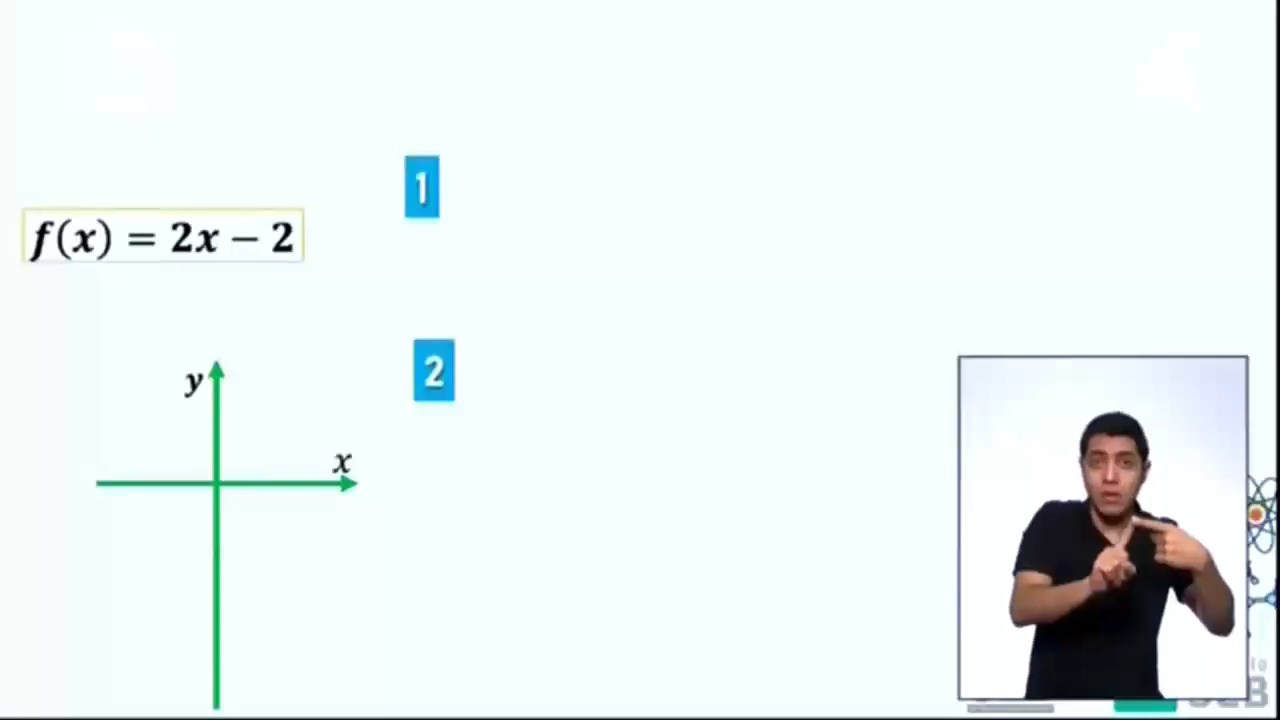 1
f(x) = 2x − 2
2
y
x